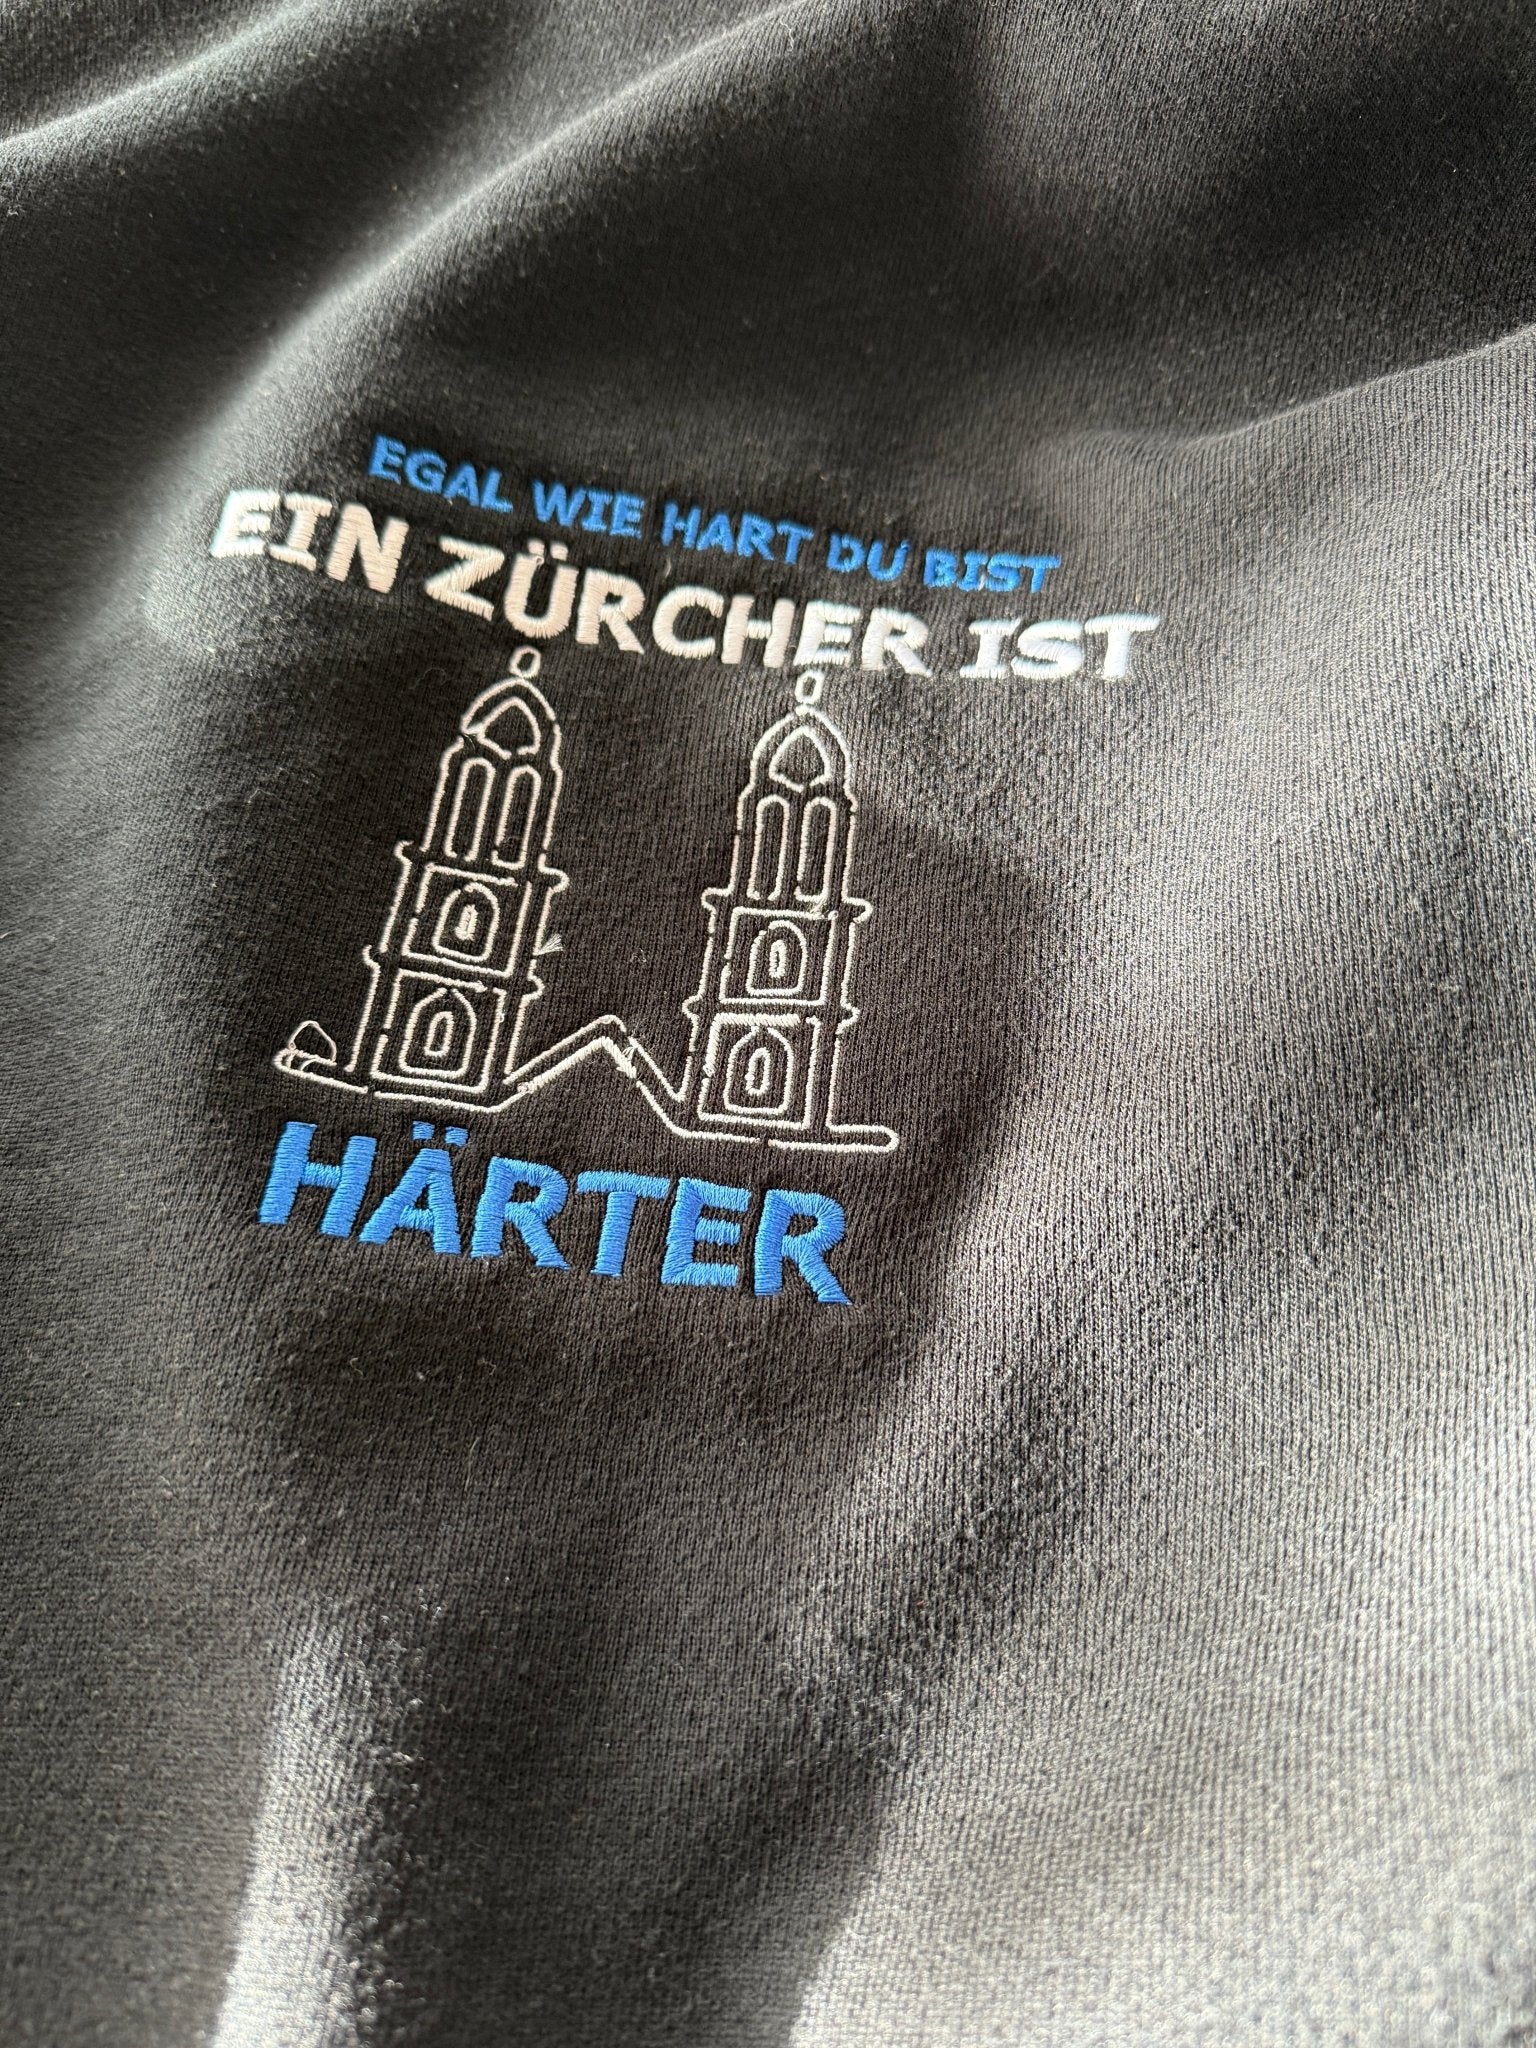 EGAL WIE HART DU BIST
EIN ZÜRCHER IST
HÄRTER